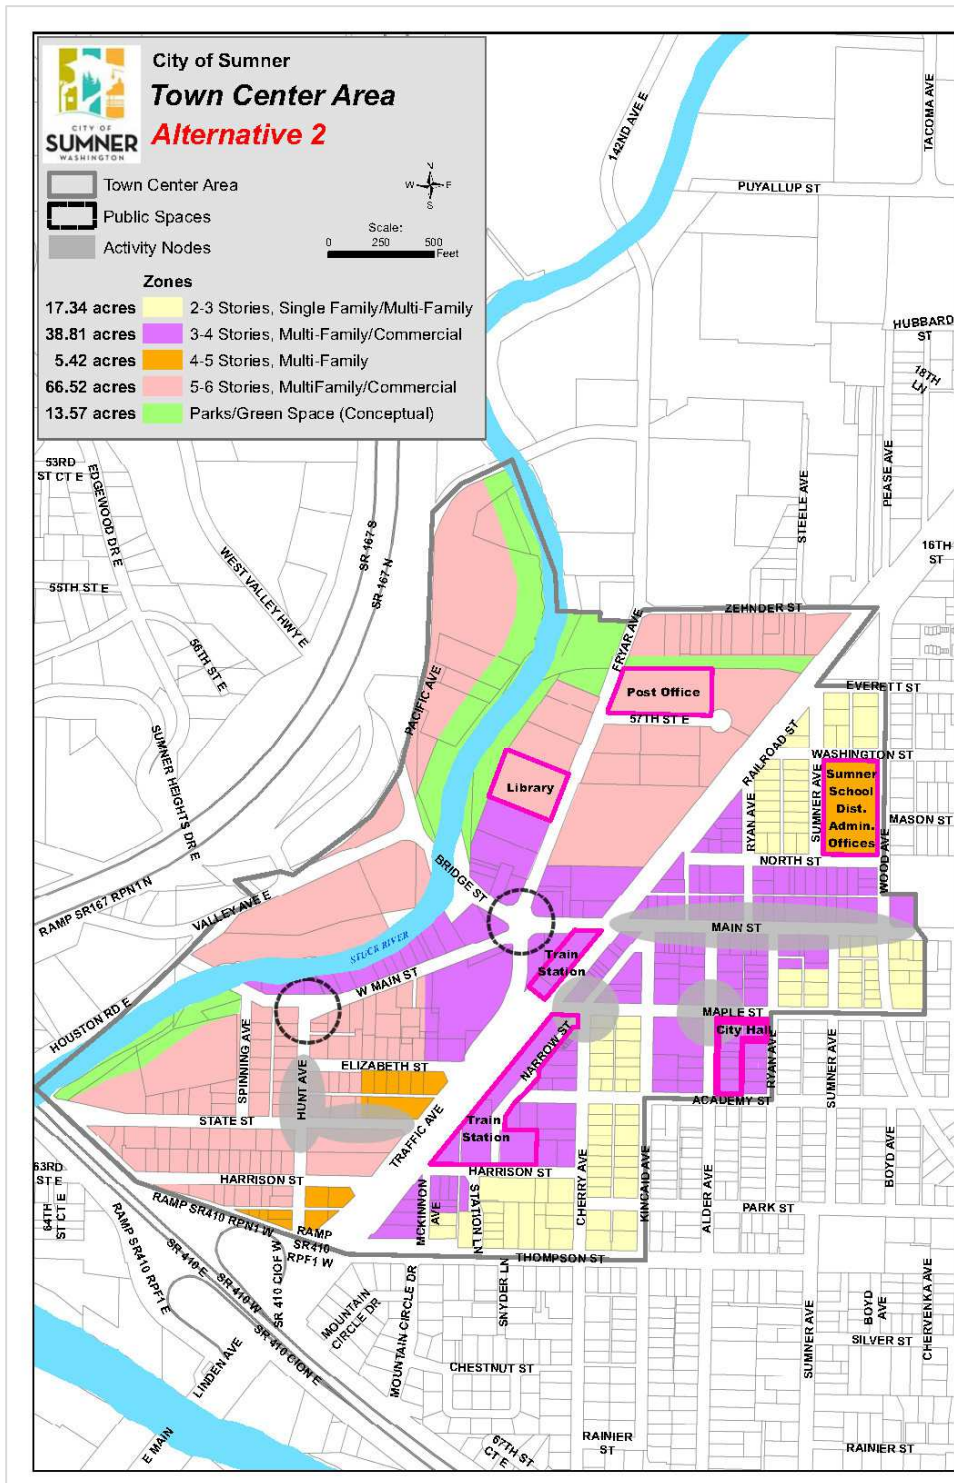 City of Sumner
Town Center Area
Alternative 2
CITY OF
SUMNER
WASHINGTON
Town Center Area
Public Spaces
Activity Nodes
N
W E
S
Scale:
0 250 500
Feet
Zones
17.34 acres 2-3 Stories, Single Family/Multi-Family
38.81 acres 3-4 Stories, Multi-Family/Commercial
5.42 acres 4-5 Stories, Multi-Family
66.52 acres 5-6 Stories, MultiFamily/Commercial
13.57 acres Parks/Green Space (Conceptual)
142ND AVE E
TACOMA AVE
PUYALLUP ST
HUBBARD
ST
18TH
LN
PEASE AVE
STEELE AVE
16TH
ST
53RD
ST CT E
EDGEWOOD DR E
WEST VALLEY HWY E
SR 167 S
SR 167 N
55TH ST E
56TH ST E
SUMNER HEIGHTS DR E
ZEHNDER ST
FRYAR AVE
PACIFIC AVE
Post Office
57TH ST E
EVERETT ST
RAILROAD ST
WASHINGTON ST
Library
Sumner
School
Dist.
Admin.
Offices
SUMNER AVE
RYAN AVE
MASON ST
WOOD AVE
NORTH ST
BRIDGE ST
RAMP SR167 RPN1 N
VALLEY AVE E
MAIN ST
STUCK RIVER
W MAIN ST
Train
Station
HOUSTON RD E
MAPLE ST
City Hall
NARROW ST
RYAN AVE
SUMNER AVE
SPINNING AVE
HUNT AVE
ELIZABETH ST
ACADEMY ST
STATE ST
TRAFFIC AVE
Train
Station
BOYD AVE
63RD
ST E
64TH
ST CT E
HARRISON ST
HARRISON ST
CHERRY AVE
KINCAID AVE
ALDER AVE
PARK ST
MCKINNON
AVE
STATION LN
RAMP SR410 RPN1 W
RAMP
SR410
RPF1 W
RAMP SR410 RPF1 E
SR 410 E
SR 410 W
SR 410 CIOF W
SR 410 CION E
THOMPSON ST
SNYDER LN
MOUNTAIN
CIRCLE DR
MOUNTAIN CIRCLE DR
LINDEN AVE
CHESTNUT ST
SUMNER AVE
BOYD
AVE
SILVER ST
CHERVENKA AVE
E MAIN
67TH ST
CT E
RAINIER
ST
RAINIER ST